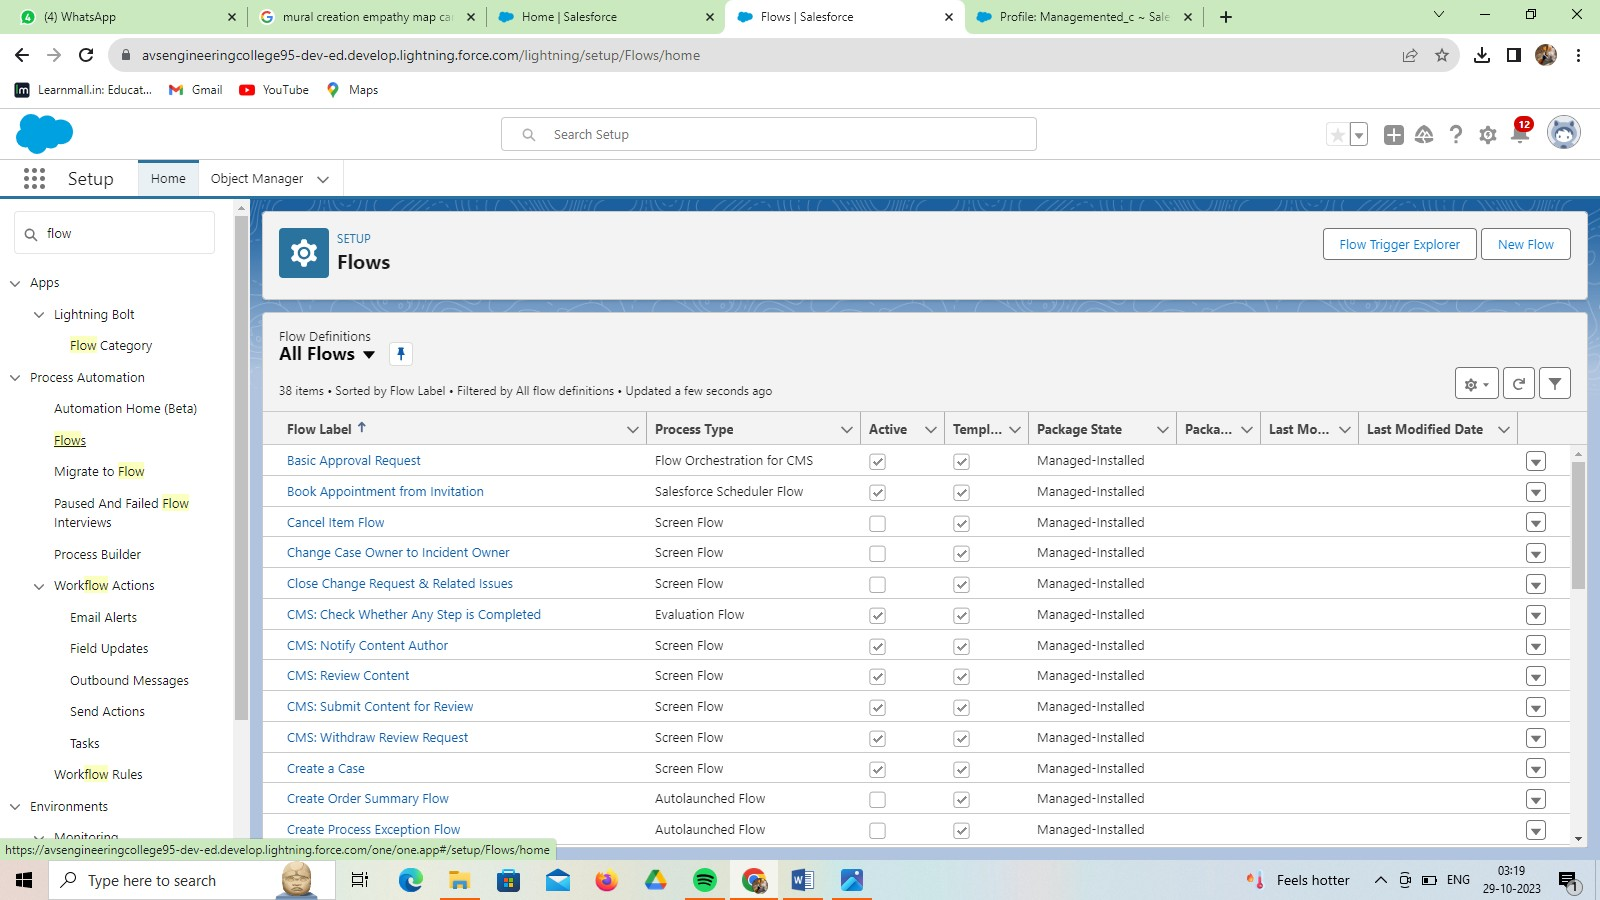 (4) WhatsApp
mural creation empathy map ca
Home | Salesforce
Flows | Salesforce
Profile: Managemented_c ~ Sale
avsengineeringcollege95-dev-ed.develop.lightning.force.com/lightning/setup/Flows/home
Learnmall.in: Educat... Gmail YouTube Maps
Search Setup
12
Setup Home Object Manager
flow
Apps
Lightning Bolt
Flow Category
Process Automation
Automation Home (Beta)
Flows
Migrate to Flow
Paused And Failed Flow
Interviews
Process Builder
Workflow Actions
Email Alerts
Field Updates
Outbound Messages
Send Actions
Tasks
Workflow Rules
Environments
Monitoring
SETUP
Flows
Flow Trigger Explorer New Flow
Flow Definitions
All Flows
38 items • Sorted by Flow Label • Filtered by All flow definitions • Updated a few seconds ago
Flow Label Process Type Active Templ... Package State Packa... Last Mo... Last Modified Date
Basic Approval Request Flow Orchestration for CMS Managed-Installed
Book Appointment from Invitation Salesforce Scheduler Flow Managed-Installed
Cancel Item Flow Screen Flow Managed-Installed
Change Case Owner to Incident Owner Screen Flow Managed-Installed
Close Change Request & Related Issues Screen Flow Managed-Installed
CMS: Check Whether Any Step is Completed Evaluation Flow Managed-Installed
CMS: Notify Content Author Screen Flow Managed-Installed
CMS: Review Content Screen Flow Managed-Installed
CMS: Submit Content for Review Screen Flow Managed-Installed
CMS: Withdraw Review Request Screen Flow Managed-Installed
Create a Case Screen Flow Managed-Installed
Create Order Summary Flow Autolaunched Flow Managed-Installed
Create Process Exception Flow Autolaunched Flow Managed-Installed
https://avsengineeringcollege95-dev-ed.develop.lightning.force.com/one/one.app#/setup/Flows/home
Type here to search
Feels hotter
ENG
03:19
29-10-2023
1